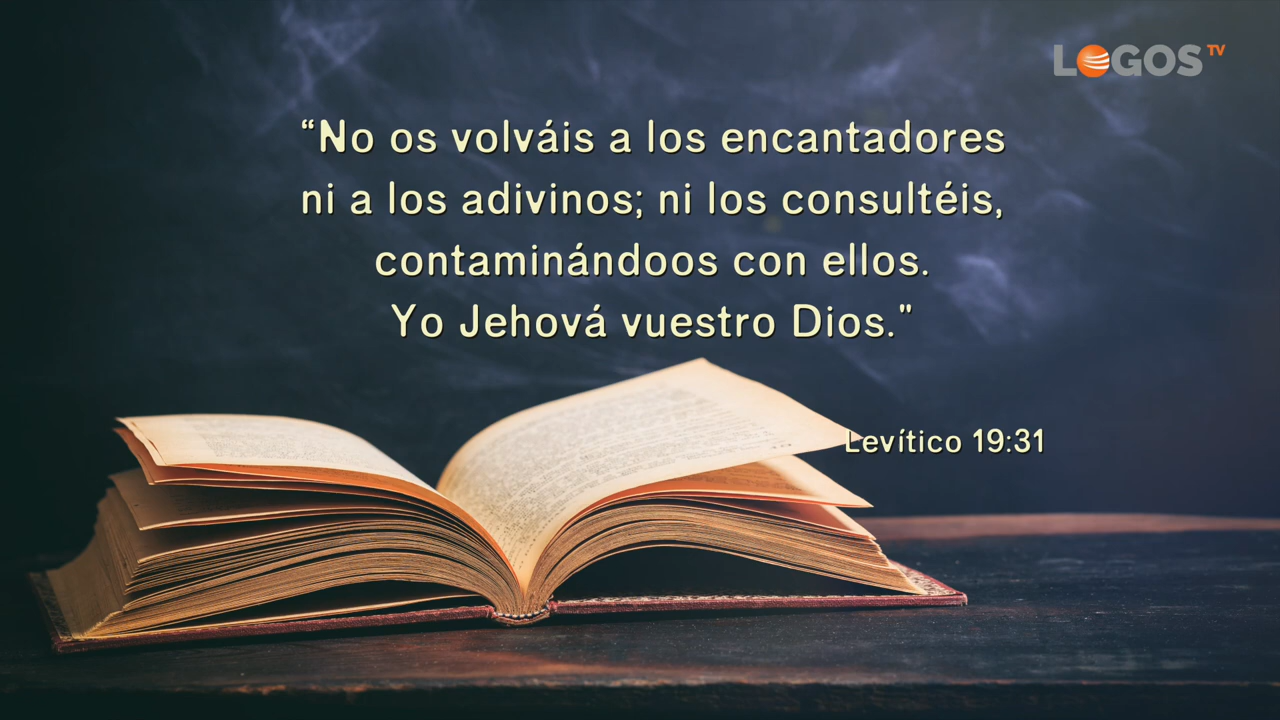 LOGOS TV
“No os volváis a los encantadores
ni a los adivinos; ni los consultéis,
contaminándoos con ellos.
Yo Jehová vuestro Dios."
Levítico 19:31